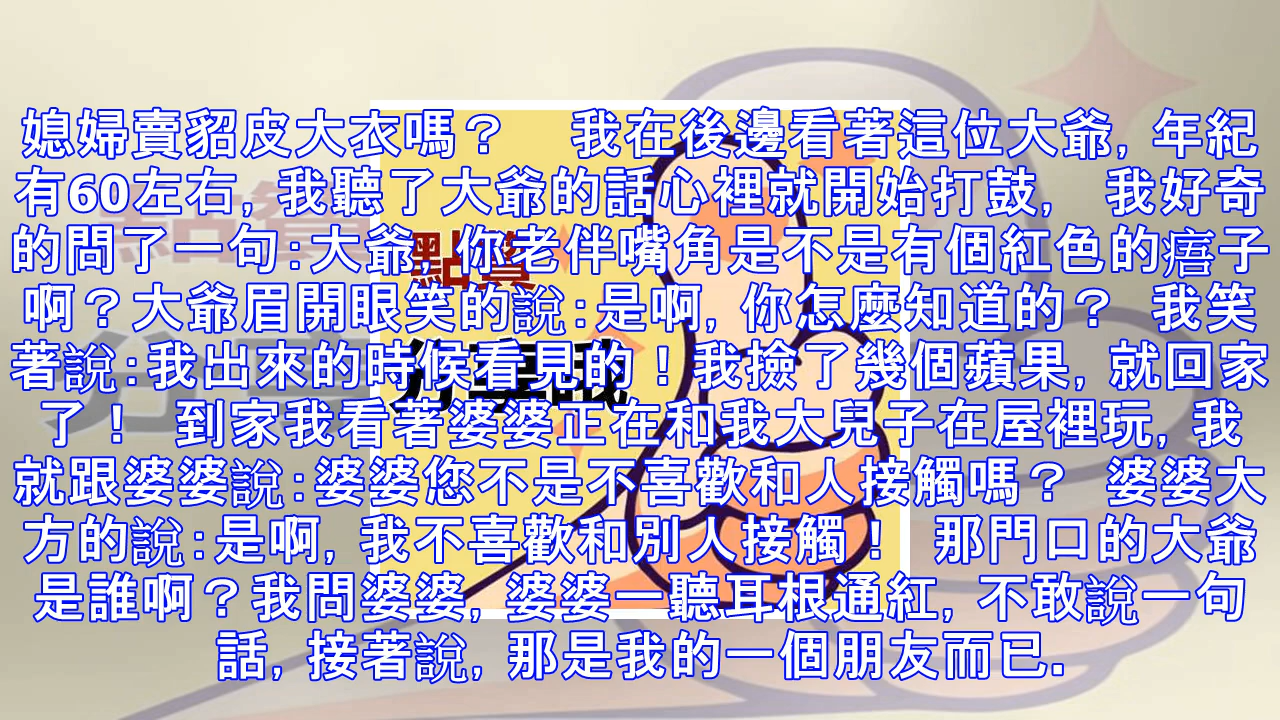 媳婦賣貂皮大衣嗎？ 我在後邊看著這位大爺,年紀
有60左右,我聽了大爺的話心裡就開始打鼓, 我好奇
的問了一句:大爺,你老伴嘴角是不是有個紅色的痦子
啊？大爺眉開眼笑的說:是啊,你怎麼知道的？ 我笑
著說:我出來的時候看見的！我撿了幾個蘋果,就回家
了！ 到家我看著婆婆正在和我大兒子在屋裡玩,我
就跟婆婆說:婆婆您不是不喜歡和人接觸嗎？ 婆婆大
方的說:是啊,我不喜歡和別人接觸！ 那門口的大爺
是誰啊？我問婆婆,婆婆一聽耳根通紅,不敢說一句
話,接著說,那是我的一個朋友而已.
點贊
分享哦